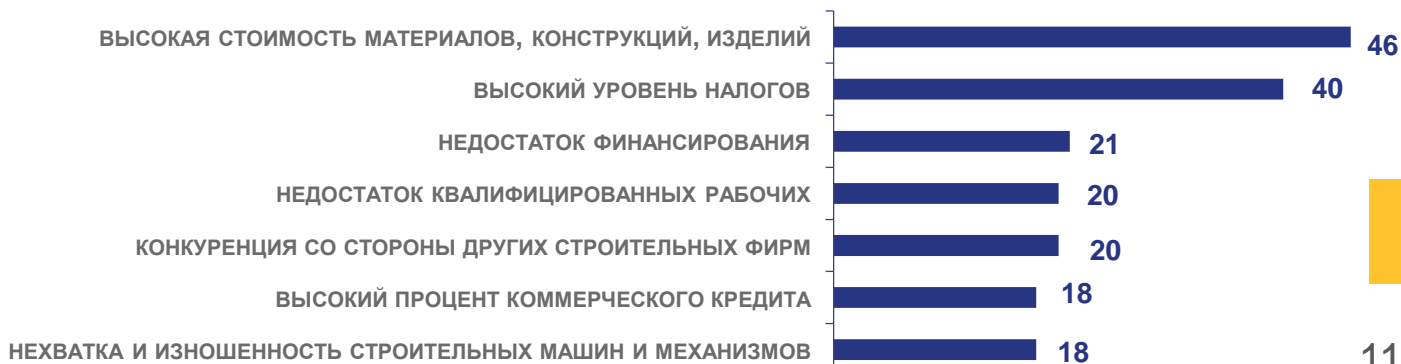 ВЫСОКАЯ СТОИМОСТЬ МАТЕРИАЛОВ, КОНСТРУКЦИЙ, ИЗДЕЛИЙ 46
ВЫСОКИЙ УРОВЕНЬ НАЛОГОВ 40
НЕДОСТАТОК ФИНАНСИРОВАНИЯ 21
НЕДОСТАТОК КВАЛИФИЦИРОВАННЫХ РАБОЧИХ 20
КОНКУРЕНЦИЯ СО СТОРОНЫ ДРУГИХ СТРОИТЕЛЬНЫХ ФИРМ 20
ВЫСОКИЙ ПРОЦЕНТ КОММЕРЧЕСКОГО КРЕДИТА 18
НЕХВАТКА И ИЗНОШЕННОСТЬ СТРОИТЕЛЬНЫХ МАШИН И МЕХАНИЗМОВ 18
11